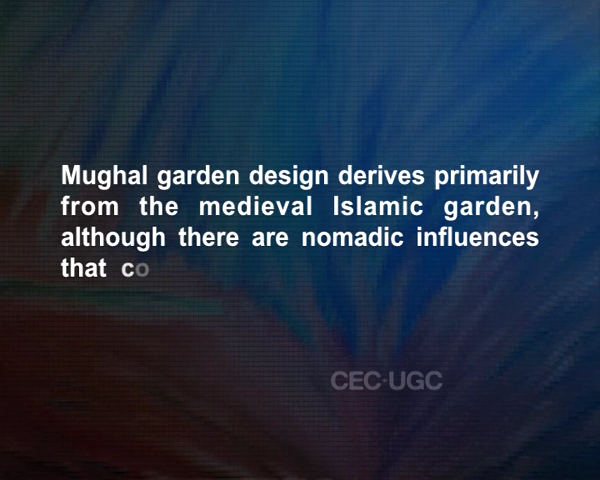 Mughal garden design derives primarily
from the medieval Islamic garden,
although there are nomadic influences
that co
CEC-UGC